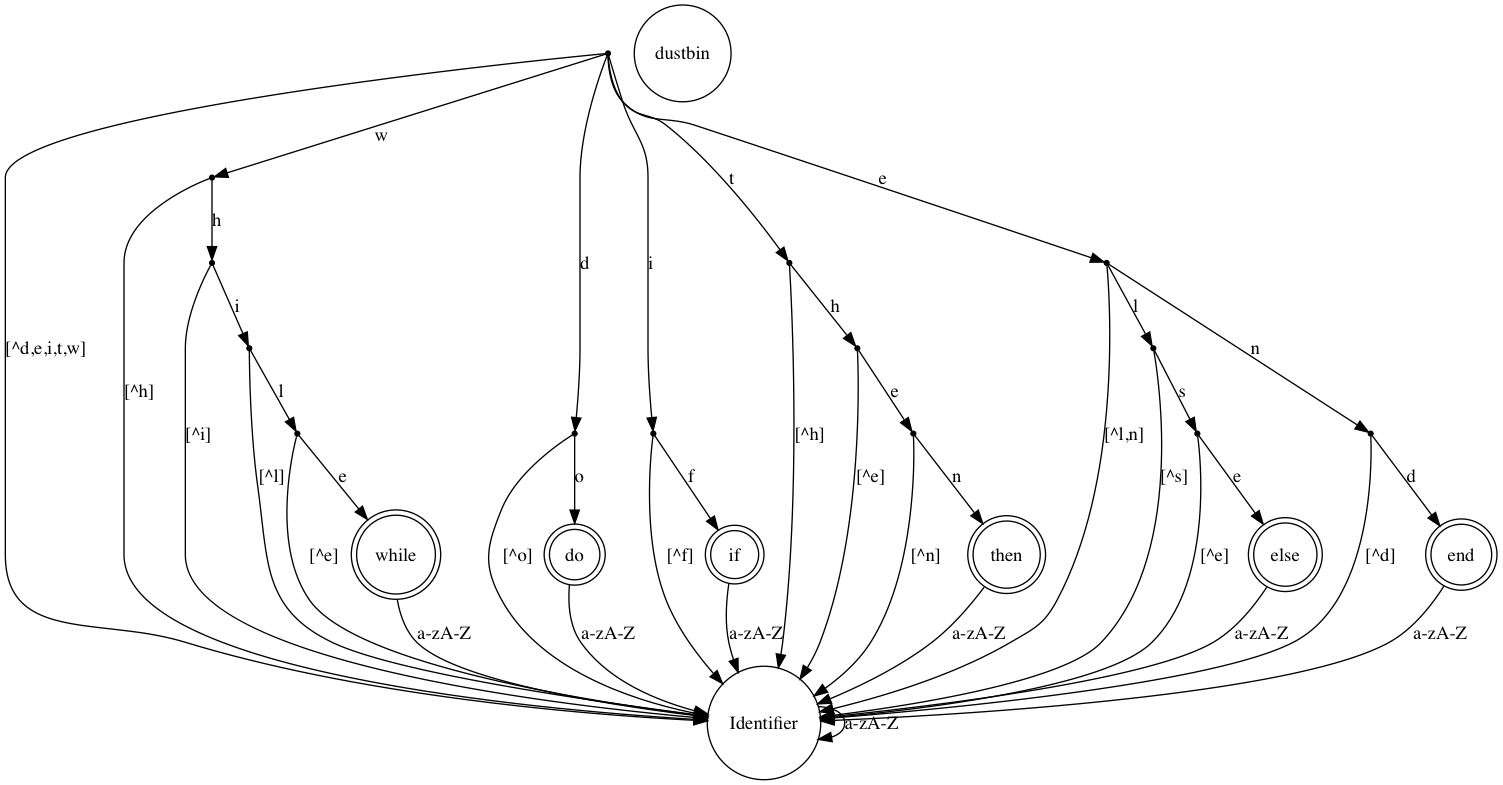 dustbin
w
t
e
h
d
i
i
h
l
[^d,e,i,t,w]
n
[^h]
l
e
s
[^i]
[^h]
[^l,n]
[^l]
e
o
f
[^e]
n
[^s]
e
d
[^e]
while
[^o]
do
[^f]
if
[^n]
then
[^e]
else
[^d]
end
a-zA-Z
a-zA-Z
a-zA-Z
a-zA-Z
a-zA-Z
a-zA-Z
Identifier
a-zA-Z